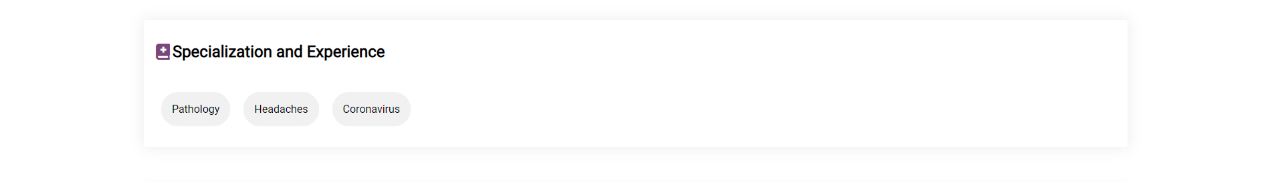 Specialization and Experience
Pathology Headaches Coronavirus